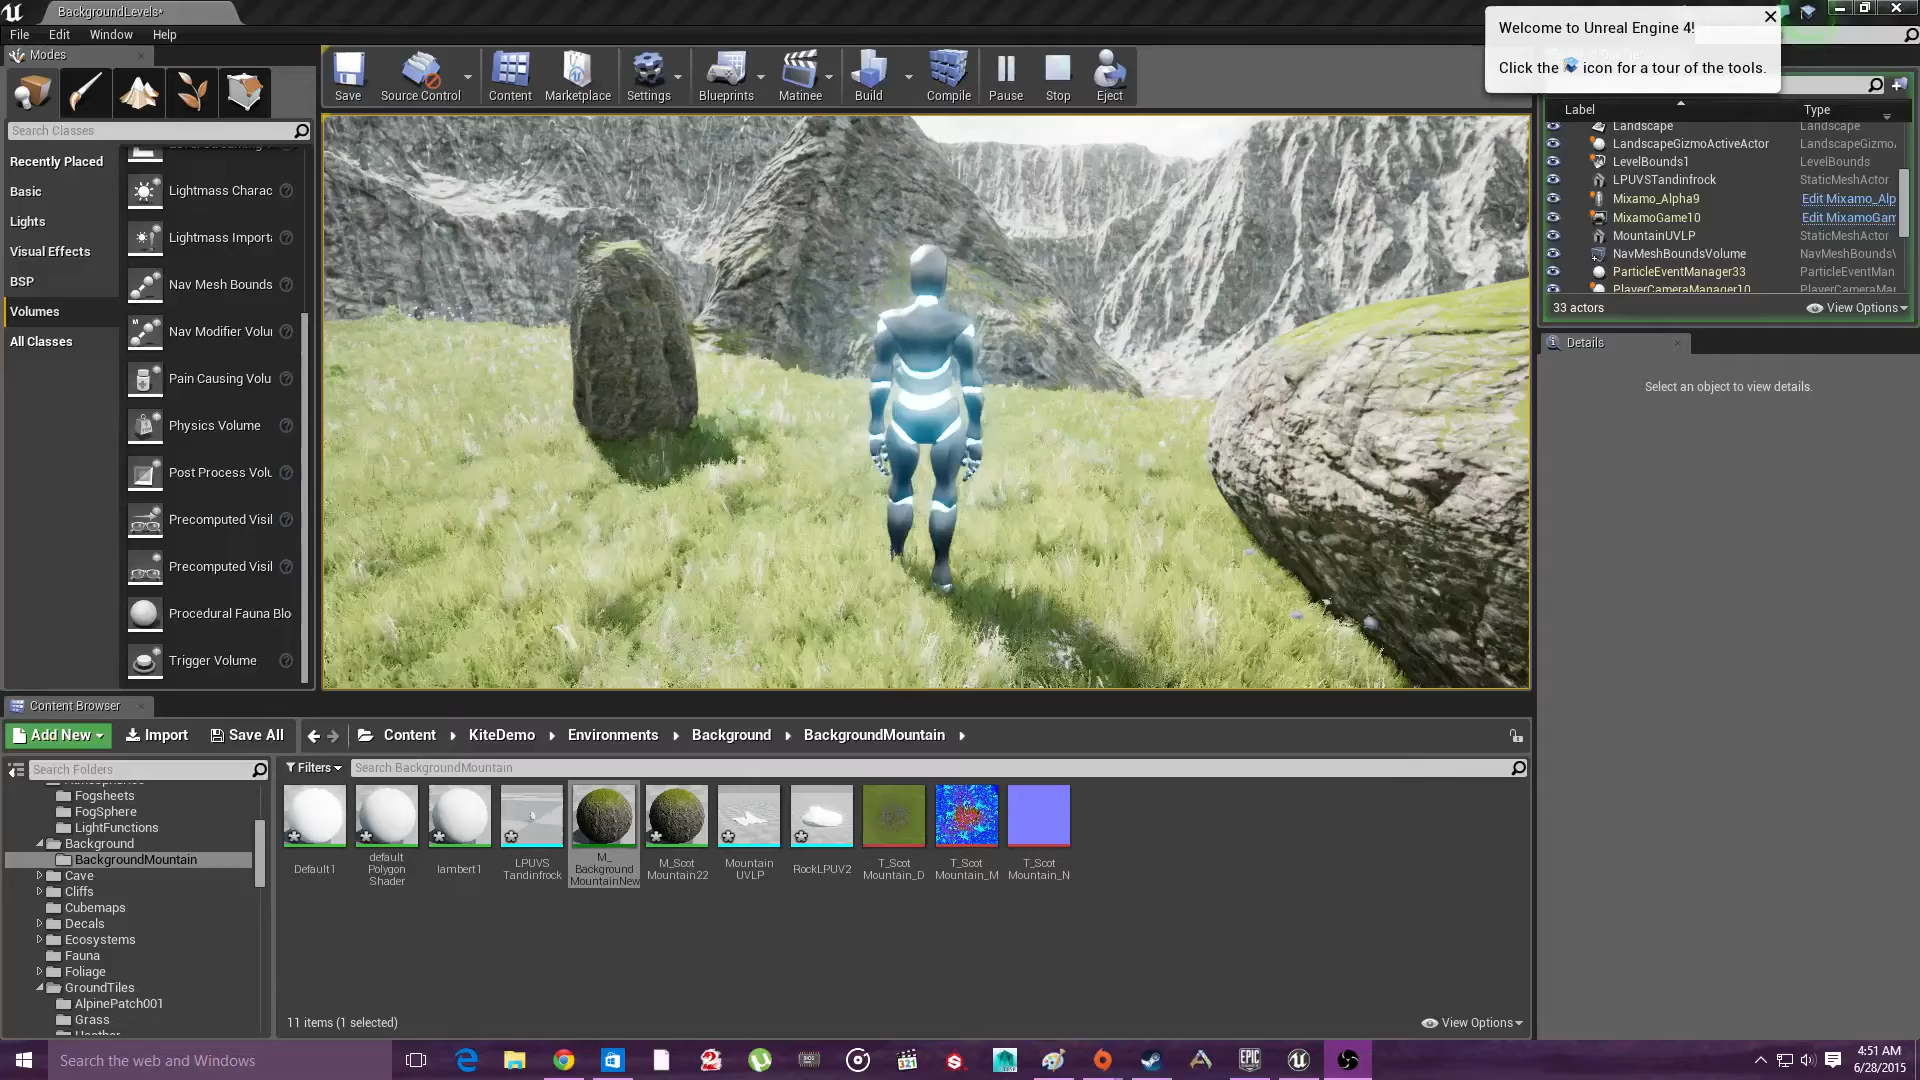 BackgroundLevels*
File Edit Window Help
Modes
Save
Source Control
Content
Marketplace
Settings
Blueprints
Matinee
Build
Compile
Pause
Stop
Eject
Welcome to Unreal Engine 4!
Click the icon for a tour of the tools.
Search Classes
Recently Placed
Basic
Lights
Visual Effects
BSP
Volumes
All Classes
Lightmass Charac
Lightmass Importa
Nav Mesh Bounds
Nav Modifier Volu
Pain Causing Volu
Physics Volume
Post Process Volu
Precomputed Visil
Precomputed Visil
Procedural Fauna Blo
Trigger Volume
Label Type
Landscape Landscape
LandscapeGizmoActiveActor LandscapeGizmo
LevelBounds1 LevelBounds
LPUVSTandinfrock StaticMeshActor
Mixamo_Alpha9 Edit Mixamo_Alp
MixamoGame10 Edit MixamoGam
MountainUVLP StaticMeshActor
NavMeshBoundsVolume NavMeshBounds
ParticleEventManager33 ParticleEventMan
PlayerCameraManager10 PlayerCameraMa
33 actors View Options
Details
Select an object to view details.
Content Browser
Add New Import Save All Content KiteDemo Environments Background BackgroundMountain
Search Folders
Filters Search BackgroundMountain
Fogsheets
FogSphere
LightFunctions
Background
BackgroundMountain
Cave
Cliffs
Cubemaps
Decals
Ecosystems
Fauna
Foliage
GroundTiles
AlpinePatch001
Grass
Heather
Default1
default
Polygon
Shader
lambert1
LPUVS
Tandinfrock
M_
Background
MountainNew
M_Scot
Mountain22
Mountain
UVLP
RockLPUV2
T_Scot
Mountain_D
T_Scot
Mountain_M
T_Scot
Mountain_N
11 items (1 selected) View Options
Search the web and Windows
321
EPIC
GAMES
4:51 AM
6/28/2015